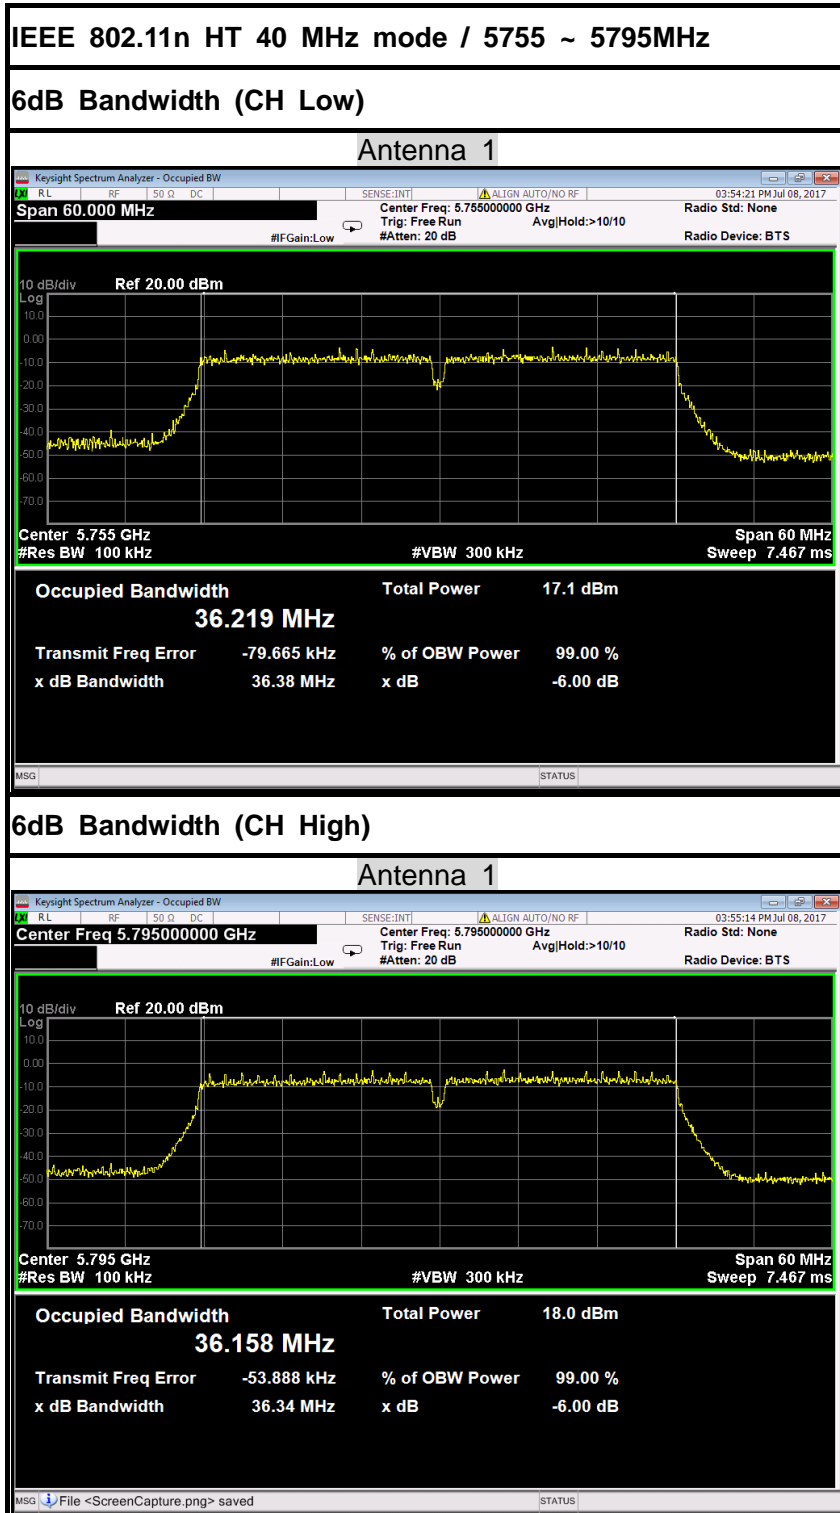 IEEE 802.11n HT 40 MHz mode / 5755 ~ 5795MHz
6dB Bandwidth (CH Low)
Antenna 1
Keysight Spectrum Analyzer - Occupied BW
LXI RL RF 50 Ω DC SENSE:INT ALIGN AUTO/NO RF 03:54:21 PM Jul 08, 2017
Span 60.000 MHz Center Freq: 5.755000000 GHz Radio Std: None
Trig: Free Run Avg|Hold:>10/10
#IFGain:Low #Atten: 20 dB Radio Device: BTS
10 dB/div Ref 20.00 dBm
Log
10.0
0.00
-10.0
-20.0
-30.0
-40.0
-50.0
-60.0
-70.0
Center 5.755 GHz Span 60 MHz
#Res BW 100 kHz #VBW 300 kHz Sweep 7.467 ms
Occupied Bandwidth Total Power 17.1 dBm
36.219 MHz
Transmit Freq Error -79.665 kHz % of OBW Power 99.00 %
x dB Bandwidth 36.38 MHz x dB -6.00 dB
MSG STATUS
6dB Bandwidth (CH High)
Antenna 1
Keysight Spectrum Analyzer - Occupied BW
LXI RL RF 50 Ω DC SENSE:INT ALIGN AUTO/NO RF 03:55:14 PM Jul 08, 2017
Center Freq 5.795000000 GHz Center Freq: 5.795000000 GHz Radio Std: None
Trig: Free Run Avg|Hold:>10/10
#IFGain:Low #Atten: 20 dB Radio Device: BTS
10 dB/div Ref 20.00 dBm
Log
10.0
0.00
-10.0
-20.0
-30.0
-40.0
-50.0
-60.0
-70.0
Center 5.795 GHz Span 60 MHz
#Res BW 100 kHz #VBW 300 kHz Sweep 7.467 ms
Occupied Bandwidth Total Power 18.0 dBm
36.158 MHz
Transmit Freq Error -53.888 kHz % of OBW Power 99.00 %
x dB Bandwidth 36.34 MHz x dB -6.00 dB
MSG File <ScreenCapture.png> saved STATUS